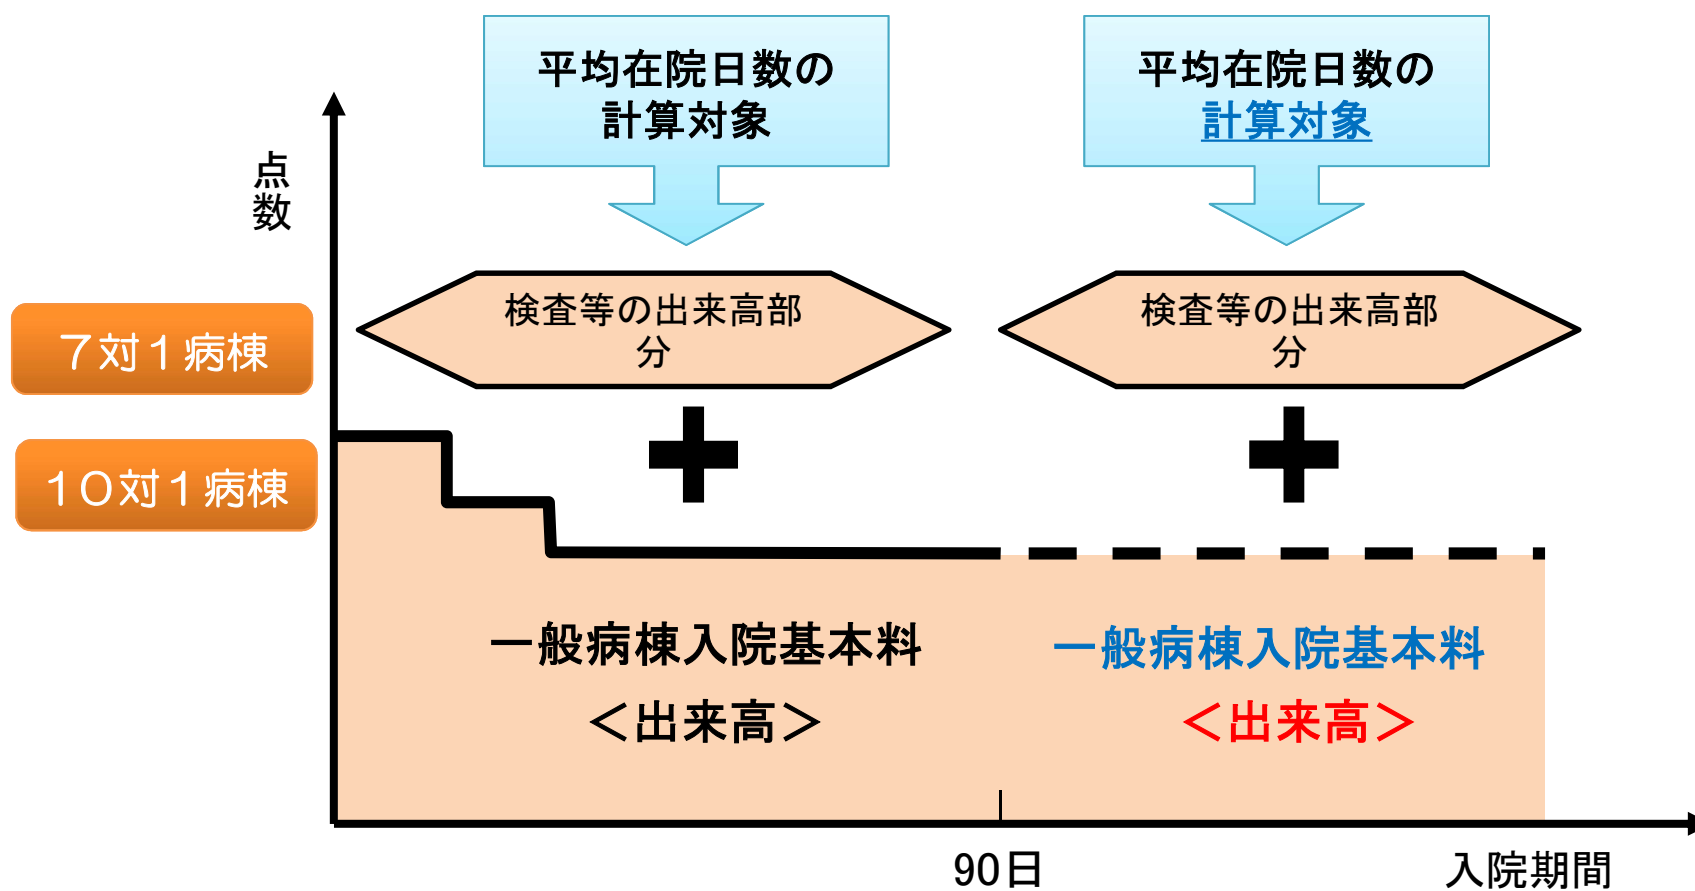 平均在院日数の
計算対象
平均在院日数の
計算対象
点数
検査等の出来高部
分
検査等の出来高部
分
７対１病棟
１０対１病棟
一般病棟入院基本料
＜出来高＞
一般病棟入院基本料
＜出来高＞
90日
入院期間